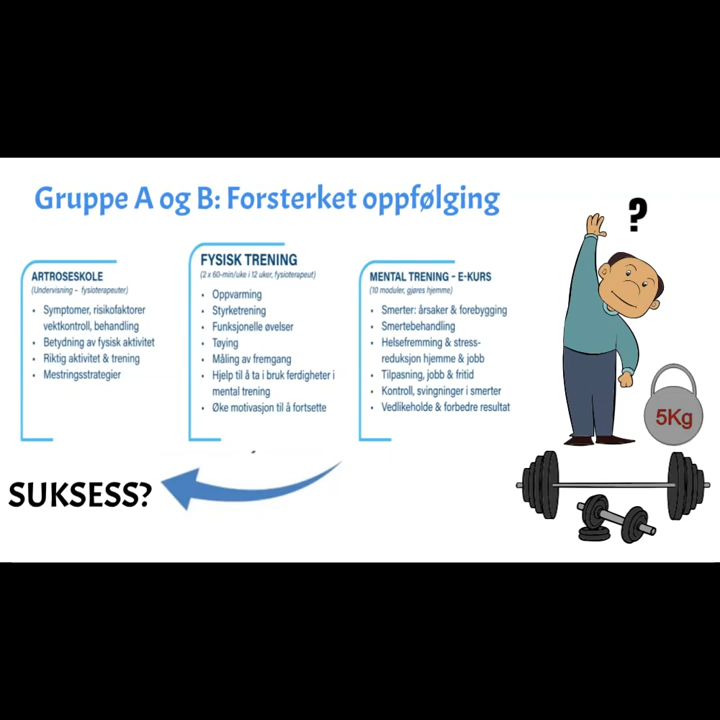 Gruppe A og B: Forsterket oppfølging
ARTROSESKOLE
(Undervisning - fysioterapeuter)
• Symptomer, risikofaktorer
vektkontroll, behandling
• Betydning av fysisk aktivitet
• Riktig aktivitet & trening
• Mestringsstrategier
FYSISK TRENING
(2 x 60-min/uke i 12 uker, fysioterapeut)
• Oppvarming
• Styrketrening
• Funksjonelle øvelser
• Tøying
• Måling av fremgang
• Hjelp til å ta i bruk ferdigheter i
mental trening
• Øke motivasjon til å fortsette
MENTAL TRENING - E-KURS
(10 moduler, gjøres hjemme)
• Smerter: årsaker & forebygging
• Smertebehandling
• Helsefremming & stress-
reduksjon hjemme & jobb
• Tilpasning, jobb & fritid
• Kontroll, svingninger i smerter
• Vedlikeholde & forbedre resultat
?
5Kg
SUKSESS?